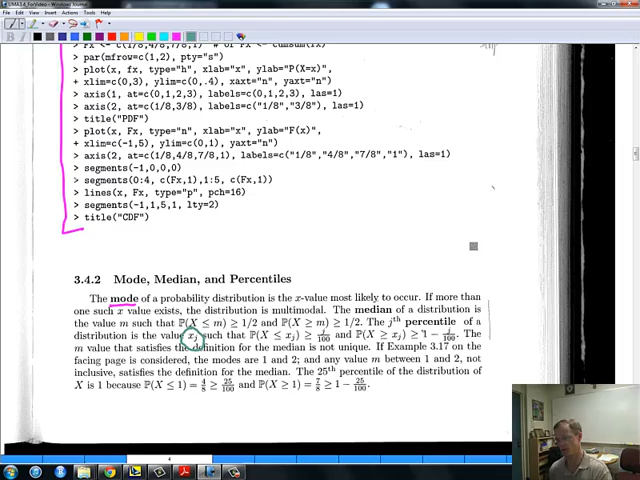 UMA3.4_ForVideo - Windows Journal
File Edit View Insert Actions Tools Help
> par(mfrow=c(1,2), pty="s")
> plot(x, fx, type="h", xlab="x", ylab="P(X=x)",
+ xlim=c(0,3), ylim=c(0,.4), xaxt="n", yaxt="n")
> axis(1, at=c(0,1,2,3), labels=c(0,1,2,3), las=1)
> axis(2, at=c(1/8,3/8), labels=c("1/8","3/8"), las=1)
> title("PDF")
> plot(x, Fx, type="n", xlab="x", ylab="F(x)",
+ xlim=c(-1,5), ylim=c(0,1), yaxt="n")
> axis(2, at=c(1/8,4/8,7/8,1), labels=c("1/8","4/8","7/8","1"), las=1)
> segments(-1,0,0,0)
> segments(0:4, c(Fx,1),1:5, c(Fx,1))
> lines(x, Fx, type="p", pch=16)
> segments(-1,1,5,1, lty=2)
> title("CDF")
3.4.2 Mode, Median, and Percentiles
The mode of a probability distribution is the x-value most likely to occur. If more than
one such x value exists, the distribution is multimodal. The median of a distribution is
the value m such that ℙ(X ≤ m) ≥ 1/2 and ℙ(X ≥ m) ≥ 1/2. The jth percentile of a
distribution is the value xj such that ℙ(X ≤ xj) ≥ j/100 and ℙ(X ≥ xj) ≥ 1 − j/100. The
m value that satisfies the definition for the median is not unique. If Example 3.17 on the
facing page is considered, the modes are 1 and 2; and any value m between 1 and 2, not
inclusive, satisfies the definition for the median. The 25th percentile of the distribution of
X is 1 because ℙ(X ≤ 1) = 4/8 ≥ 25/100 and ℙ(X ≥ 1) = 7/8 ≥ 1 − 25/100.
4